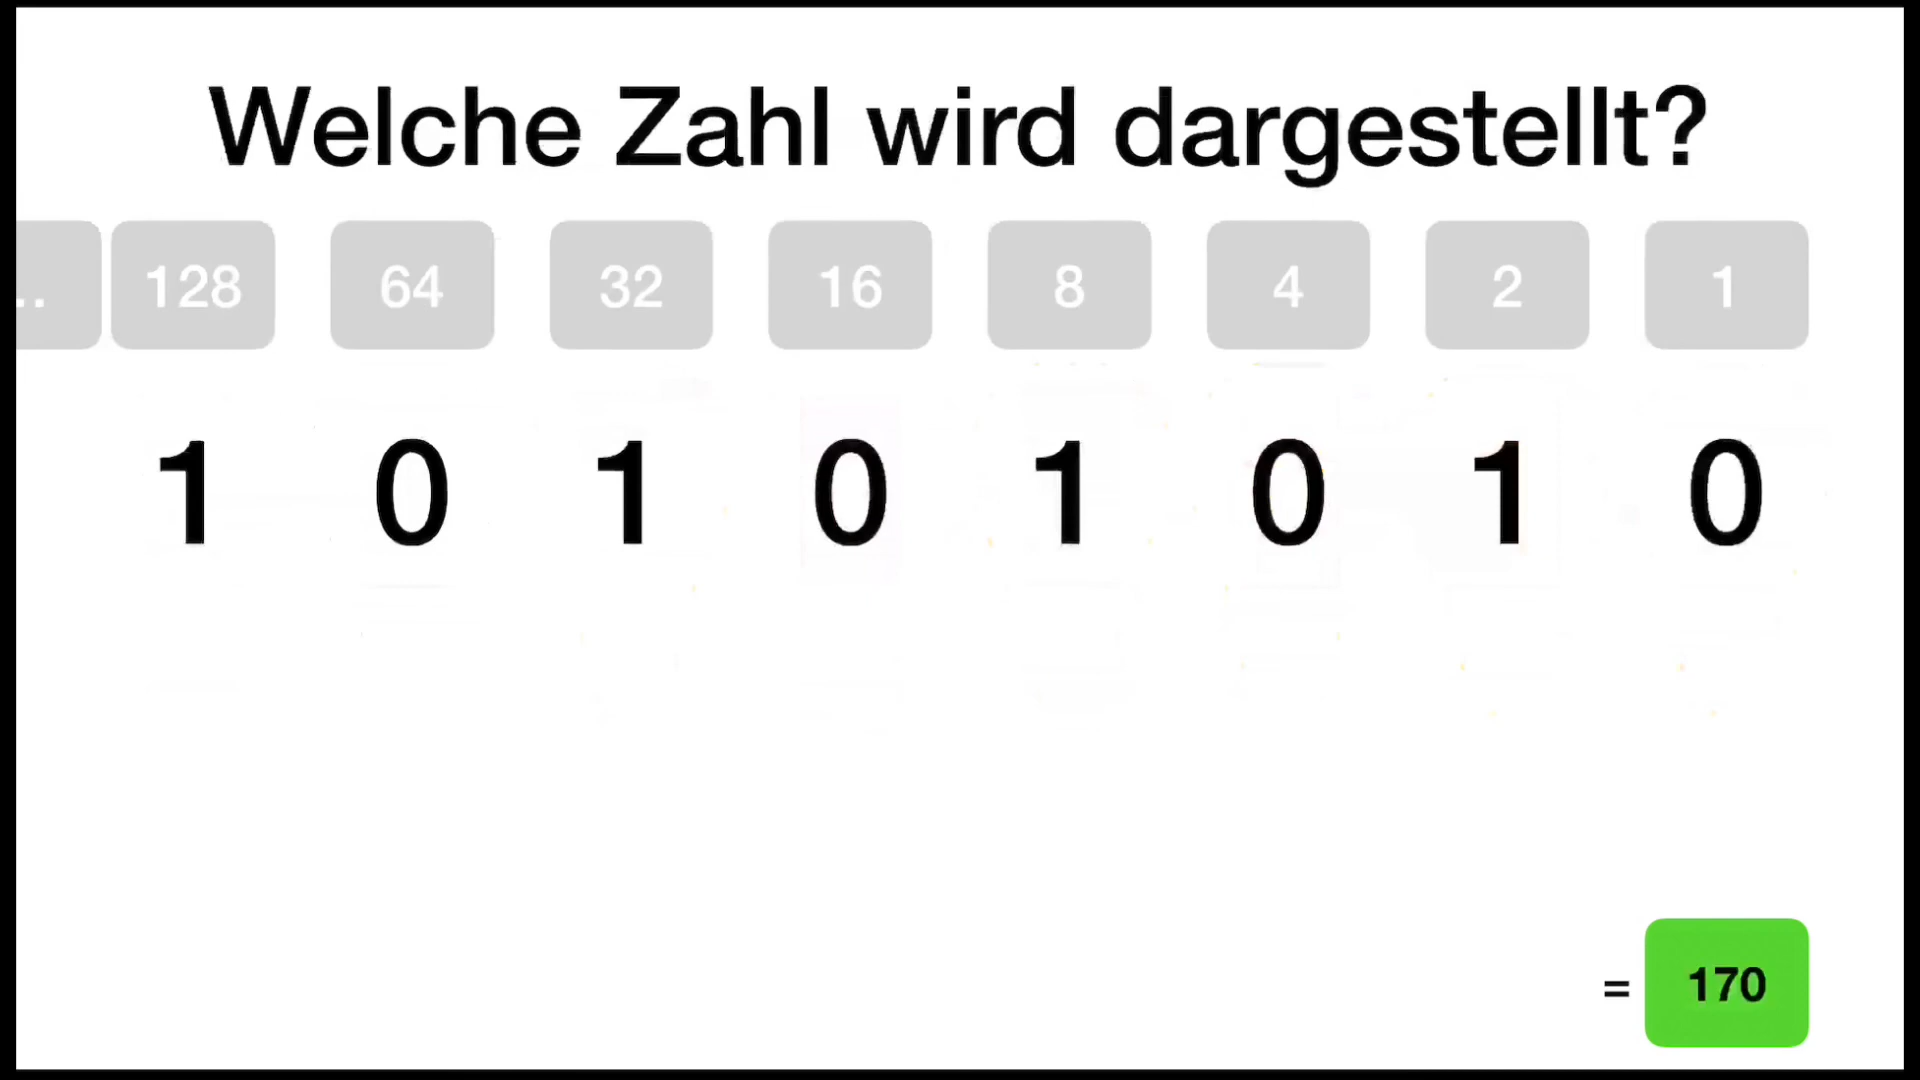 Welche Zahl wird dargestellt?
.. 128 64 32 16 8 4 2 1
1 0 1 0 1 0 1 0
= 170